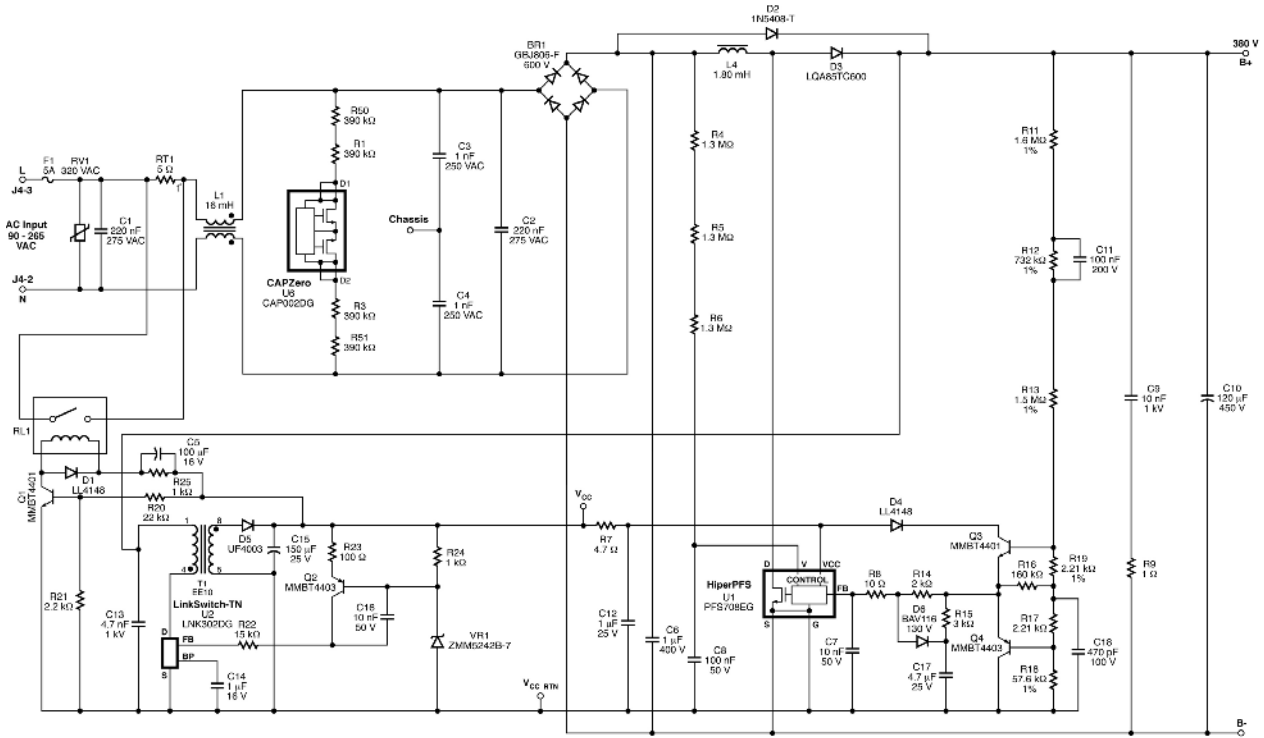 D2
1N5408-T
BR1
GBJ806-F
600 V
L4
1.80 mH
D3
LQA85TC600
380 V
B+
R50
390 kΩ
R1
390 kΩ
D1
C3
1 nF
250 VAC
R4
1.3 MΩ
R11
1.6 MΩ
1%
L
J4-3
F1
5A
RV1
320 VAC
RT1
5 Ω
t°
L1
18 mH
AC Input
90 - 265
VAC
C1
220 nF
275 VAC
Chassis
C2
220 nF
275 VAC
R5
1.3 MΩ
R12
732 kΩ
1%
C11
100 nF
200 V
J4-2
N
D2
CAPZero
U6
CAP002DG
R3
390 kΩ
R51
390 kΩ
C4
1 nF
250 VAC
R6
1.3 MΩ
R13
1.5 MΩ
1%
C9
10 nF
1 kV
C10
120 µF
450 V
RL1
C5
100 µF
16 V
D1
LL4148
R25
1 kΩ
Q1
MMBT4401
R20
22 kΩ
VCC
D4
LL4148
1
8
4
5
D5
UF4003
C15
150 µF
25 V
R23
100 Ω
R24
1 kΩ
R7
4.7 Ω
Q3
MMBT4401
T1
EE10
LinkSwitch-TN
U2
LNK302DG
Q2
MMBT4403
C16
10 nF
50 V
VR1
ZMM5242B-7
HiperPFS
U1
PFS708EG
D
V
VCC
CONTROL
FB
S
G
R8
10 Ω
R14
2 kΩ
R16
160 kΩ
R19
2.21 kΩ
1%
R9
1 Ω
D6
BAV116
130 V
R15
3 kΩ
R17
2.21 kΩ
Q4
MMBT4403
R21
2.2 kΩ
C13
4.7 nF
1 kV
D
FB
BP
S
R22
15 kΩ
C14
1 µF
16 V
C12
1 µF
25 V
C6
1 µF
400 V
C8
100 nF
50 V
C7
10 nF
50 V
C17
4.7 µF
25 V
R18
57.6 kΩ
1%
C18
470 pF
100 V
VCC RTN
B-